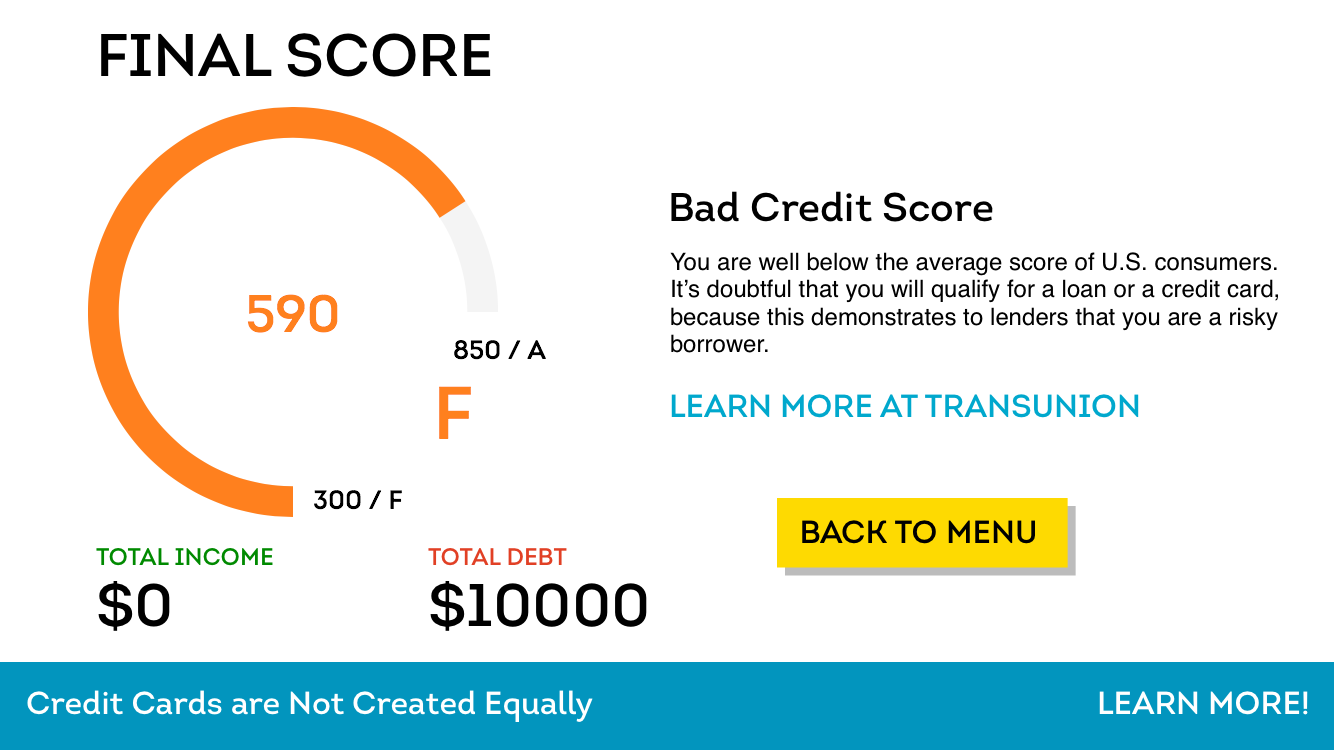 FINAL SCORE
590
850 / A
F
300 / F
TOTAL INCOME
$0
TOTAL DEBT
$10000
Bad Credit Score
You are well below the average score of U.S. consumers.
It’s doubtful that you will qualify for a loan or a credit card,
because this demonstrates to lenders that you are a risky
borrower.
LEARN MORE AT TRANSUNION
BACK TO MENU
Credit Cards are Not Created Equally
LEARN MORE!